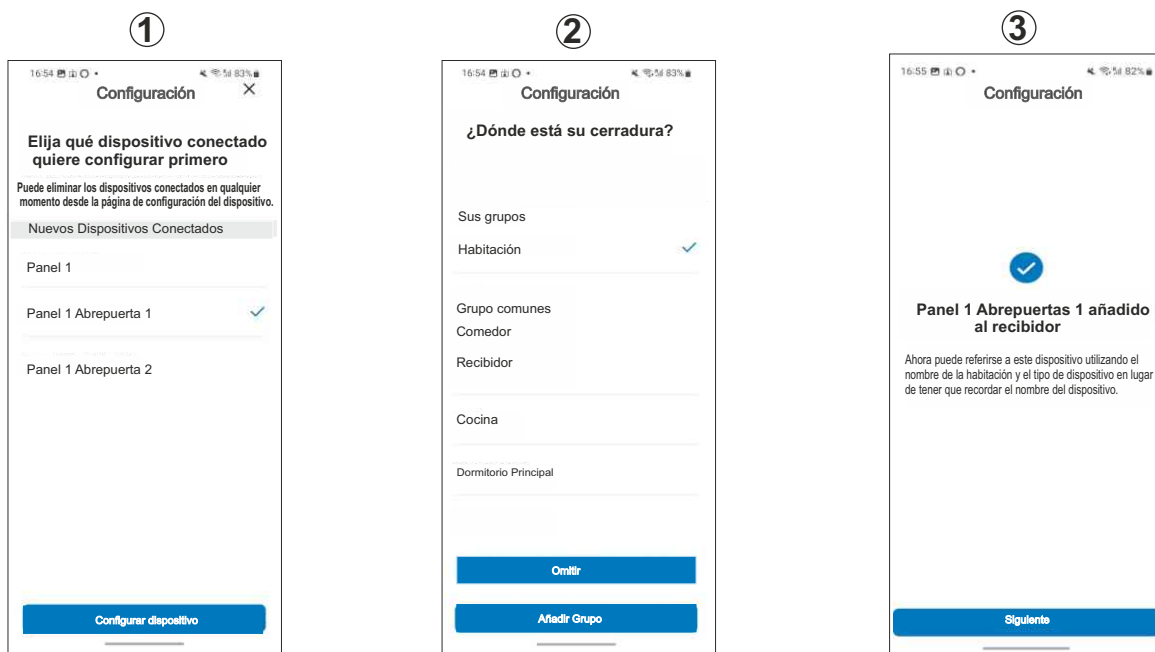 1
16:54
83%
Configuración
Elija qué dispositivo conectado
quiere configurar primero
Puede eliminar los dispositivos conectados en qualquier
momento desde la página de configuración del dispositivo.
Nuevos Dispositivos Conectados
Panel 1
Panel 1 Abrepuerta 1
Panel 1 Abrepuerta 2
Configurar dispositivo
2
16:54
83%
Configuración
¿Dónde está su cerradura?
Sus grupos
Habitación
Grupo comunes
Comedor
Recibidor
Cocina
Dormitorio Principal
Omitir
Añadir Grupo
3
16:55
82%
Configuración
Panel 1 Abrepuertas 1 añadido
al recibidor
Ahora puede referirse a este dispositivo utilizando el
nombre de la habitación y el tipo de dispositivo en lugar
de tener que recordar el nombre del dispositivo.
Siguiente